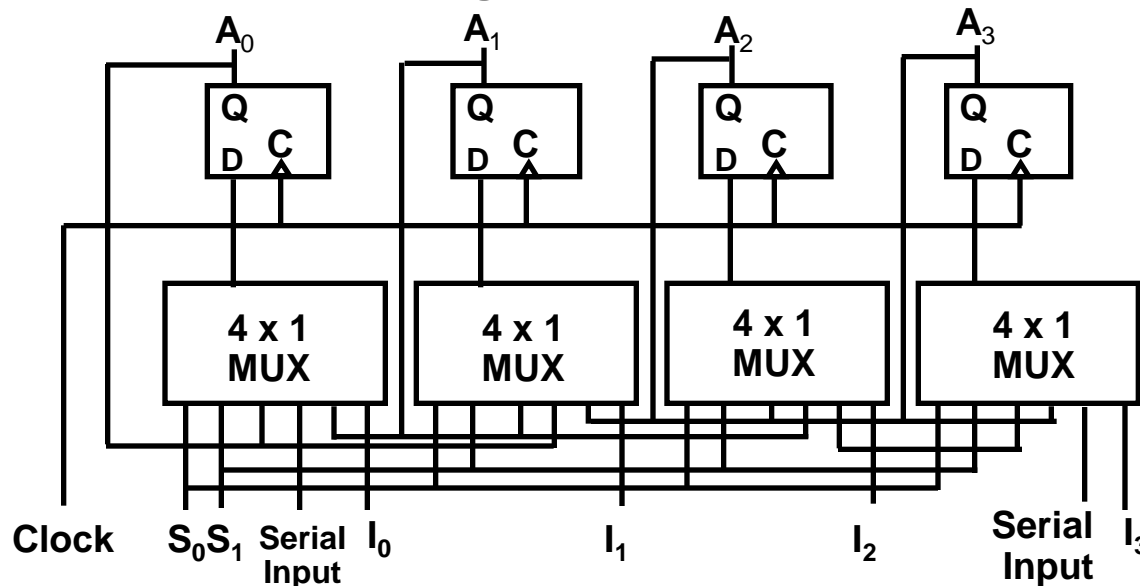 A₀ A₁ A₂ A₃
Q Q Q Q
D C D C D C D C
4 x 1 4 x 1 4 x 1 4 x 1
MUX MUX MUX MUX
Clock S₀S₁ Serial I₀ I₁ I₂ Serial I₃
Input Input